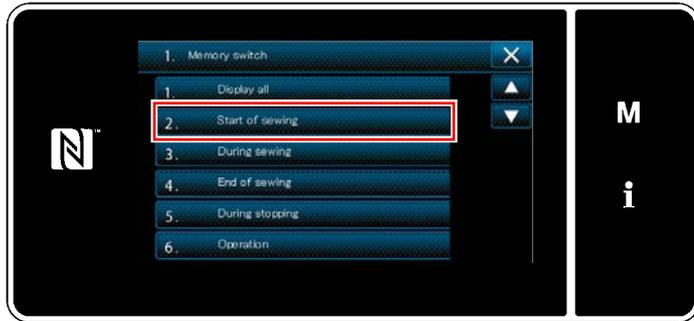 1. Memory switch
1. Display all
2. Start of sewing
3. During sewing
4. End of sewing
5. During stopping
6. Operation
M
i